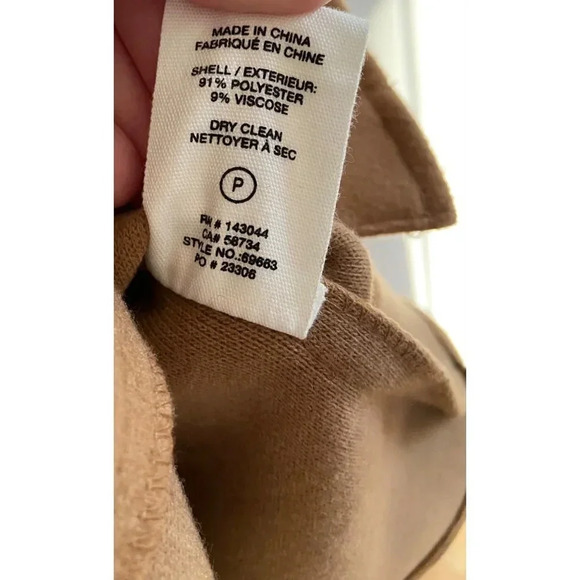 MADE IN CHINA
FABRIQUÉ EN CHINE
SHELL / EXTERIEUR:
91% POLYESTER
9% VISCOSE
DRY CLEAN
NETTOYER À SEC
P
RN # 143044
CA# 56734
STYLE NO.:69663
PO # 23306